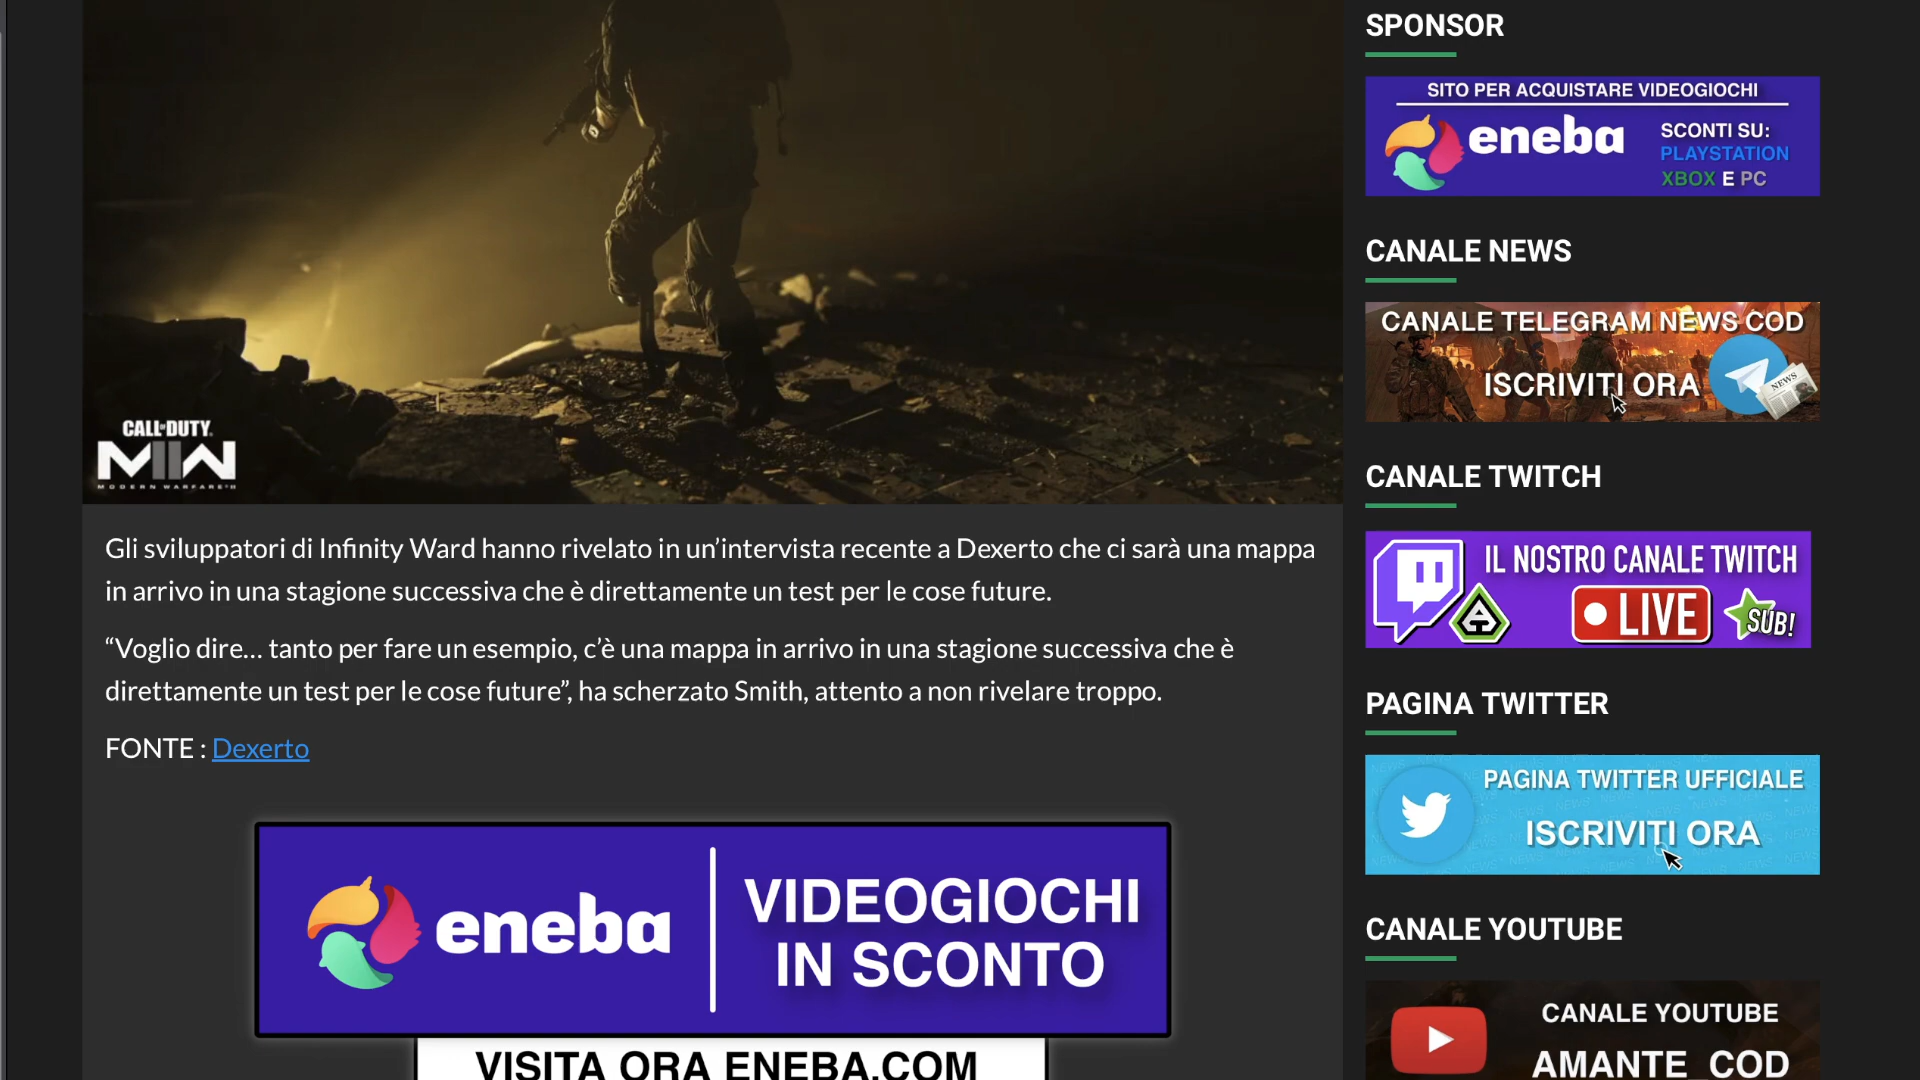 CALL OF DUTY
MWII
MODERN WARFARE II
Gli sviluppatori di Infinity Ward hanno rivelato in un’intervista recente a Dexerto che ci sarà una mappa
in arrivo in una stagione successiva che è direttamente un test per le cose future.
“Voglio dire… tanto per fare un esempio, c’è una mappa in arrivo in una stagione successiva che è
direttamente un test per le cose future”, ha scherzato Smith, attento a non rivelare troppo.
FONTE : Dexerto
eneba
VIDEOGIOCHI
IN SCONTO
VISITA ORA ENEBA.COM
SPONSOR
SITO PER ACQUISTARE VIDEOGIOCHI
eneba
SCONTI SU:
PLAYSTATION
XBOX E PC
CANALE NEWS
CANALE TELEGRAM NEWS COD
ISCRIVITI ORA
NEWS
CANALE TWITCH
IL NOSTRO CANALE TWITCH
LIVE
SUB!
PAGINA TWITTER
PAGINA TWITTER UFFICIALE
ISCRIVITI ORA
CANALE YOUTUBE
CANALE YOUTUBE
AMANTE COD